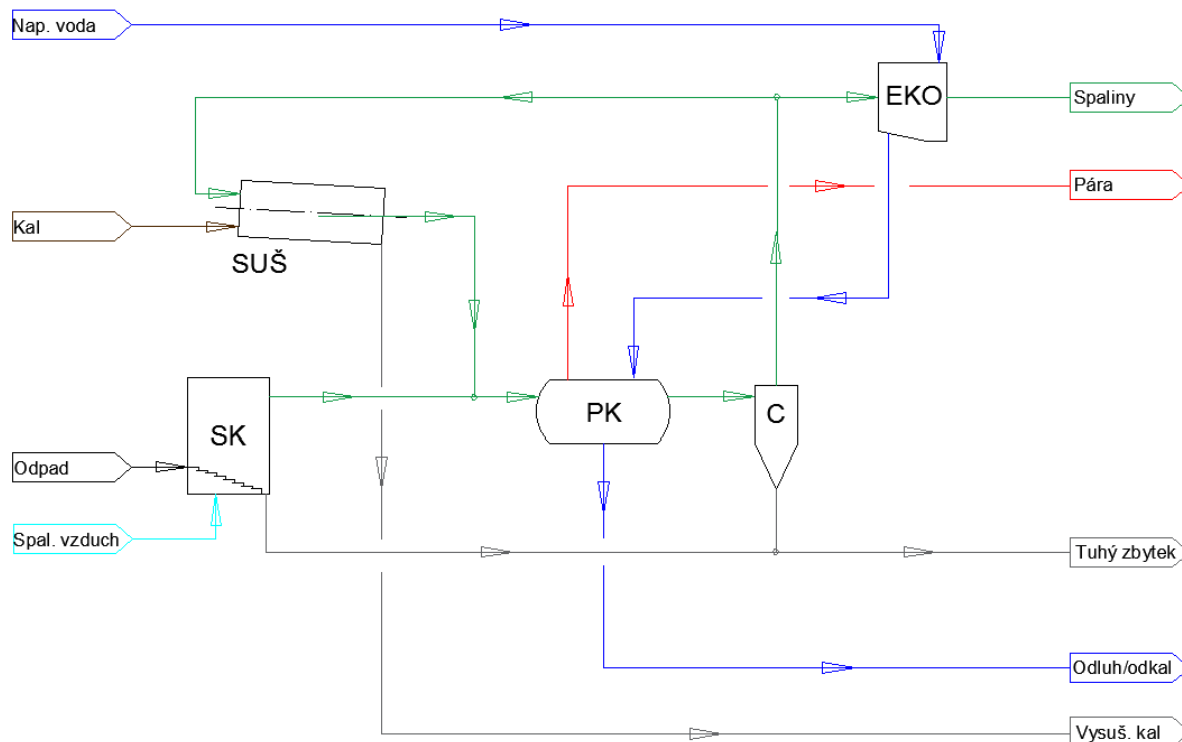 Nap. voda
EKO
Spaliny
Pára
Kal
SUŠ
PK
C
SK
Odpad
Spal. vzduch
Tuhý zbytek
Odluh/odkal
Vysuš. kal